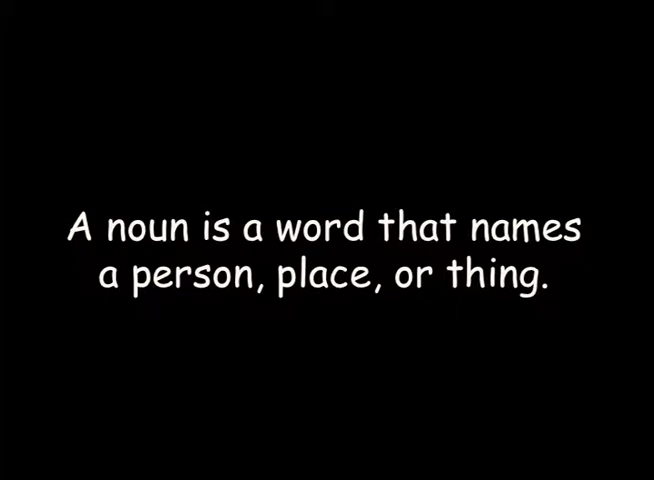 A noun is a word that names
a person, place, or thing.